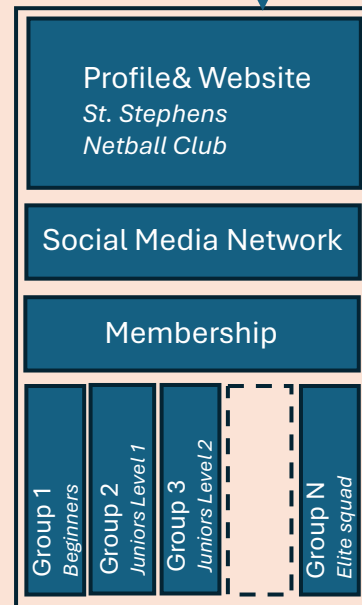 Profile& Website
St. Stephens
Netball Club
Social Media Network
Membership
Group 1
Beginners
Group 2
Juniors Level 1
Group 3
Juniors Level 2
Group N
Elite squad